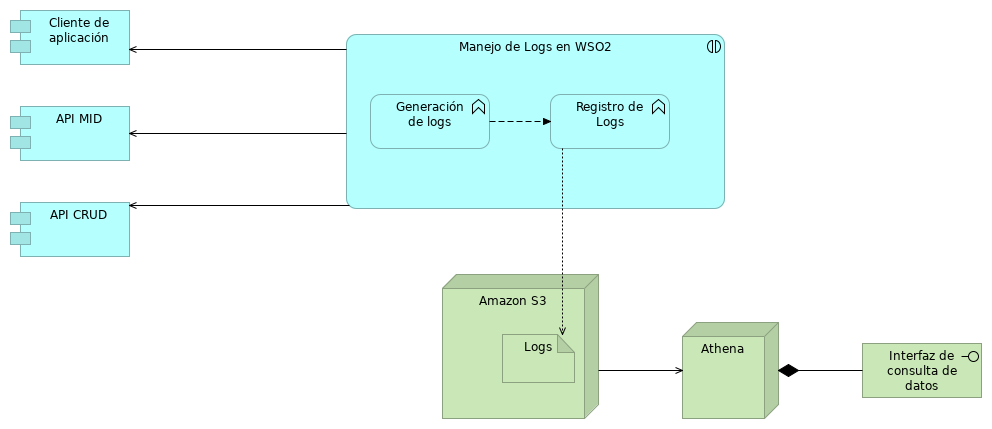 Cliente de
aplicación
Manejo de Logs en WSO2
Generación
de logs
Registro de
Logs
API MID
API CRUD
Amazon S3
Logs
Athena
Interfaz de
consulta de
datos